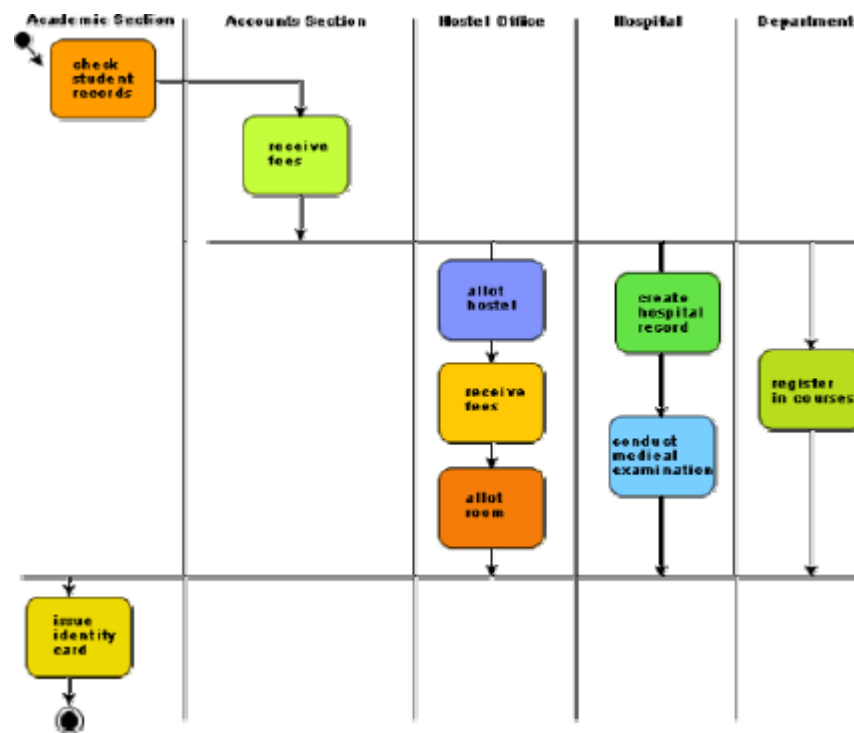 Academic Section
Accounts Section
Hostel Office
Hospital
Department
check
student
records
receive
fees
allot
hostel
create
hospital
record
receive
fees
register
in courses
conduct
medical
examination
allot
room
issue
identity
card